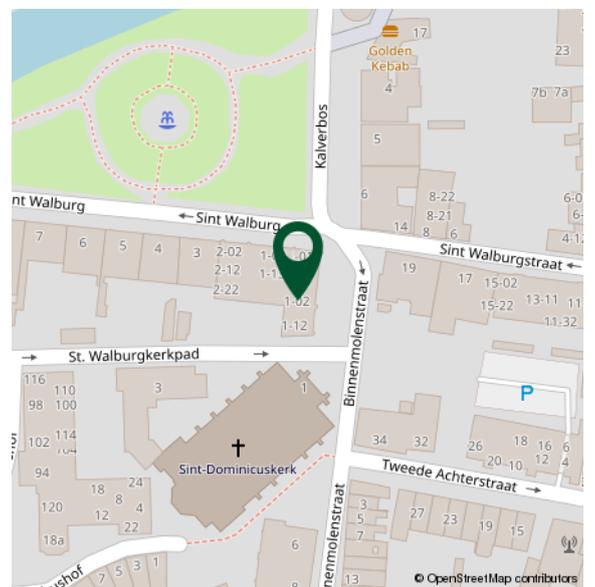 17
Golden
Kebab
23
4
7b 7a
Kalverbos
5
6
8-22
8-21
14 8 6
6-0
6-
4-12
nt Walburg
← Sint Walburg
Sint Walburgstraat ←
7 6 5 4 3
2-02
2-12
2-22
1-02
1-12
19
17
15-02
15-22
13-11
11-32
11
→ St. Walburgkerkpad →
Binnenmolenstraat
P
116
110
98 100
102
114
94
120
18a
18
24
8
12
4
22
3
1
Sint-Dominicuskerk
34 32
26
20
18
10
16
12
6
4
Tweede Achterstraat →
nenmolenstraat
3
5
7
27 23 19 15
6
8
13
ushof
7 5 3 1
© OpenStreetMap contributors